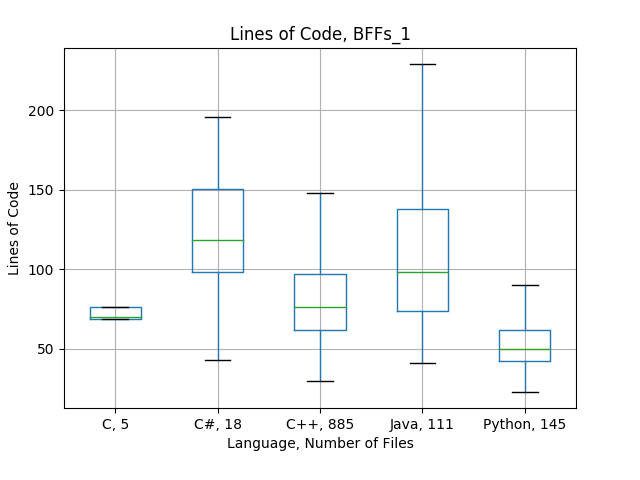 Lines of Code, BFFs_1
Lines of Code
200
150
100
50
C, 5 C#, 18 C++, 885 Java, 111 Python, 145
Language, Number of Files